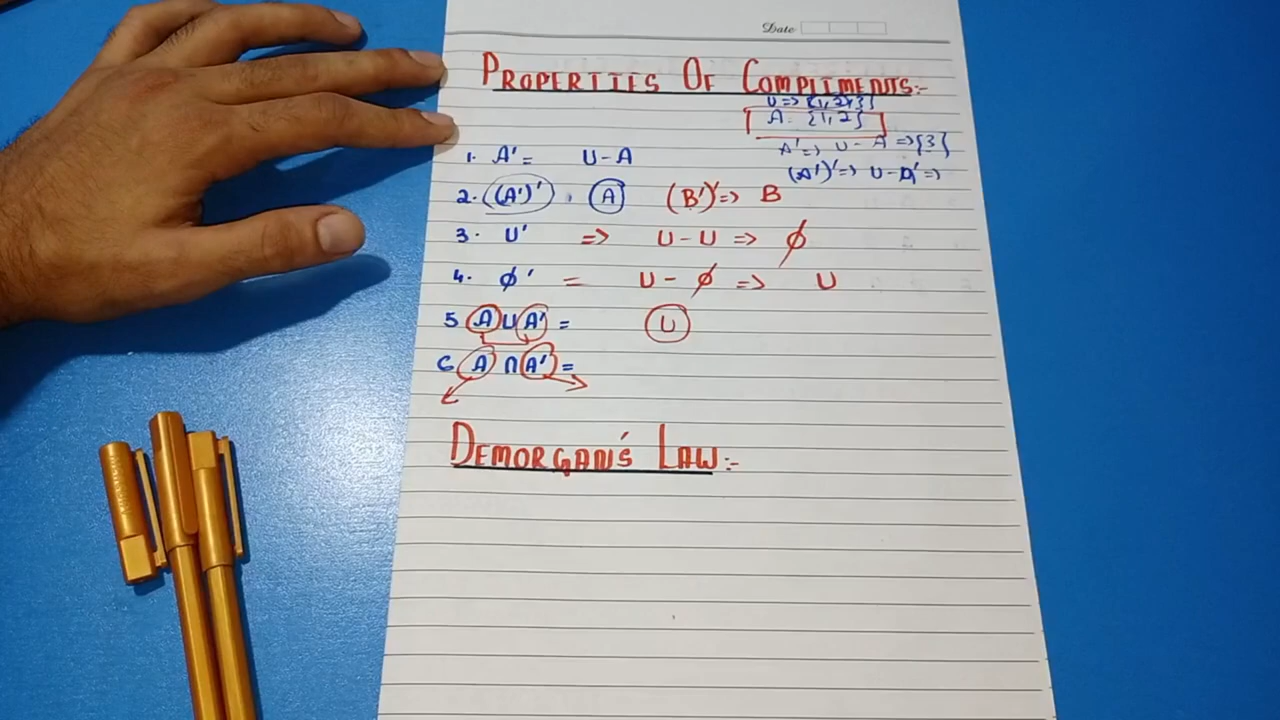 Date
PROPERTIES OF COMPLIMENTS:-
U => {1,2,3}
A = {1,2}
A' => U - A => {3}
(A')' => U - A' =>
1. A' = U - A
2. (A')' = A (B')' => B
3. U' => U - U => ϕ
4. ϕ' = U - ϕ => U
5 A U A' = U
6 A ∩ A' =
DEMORGAN'S LAW:-